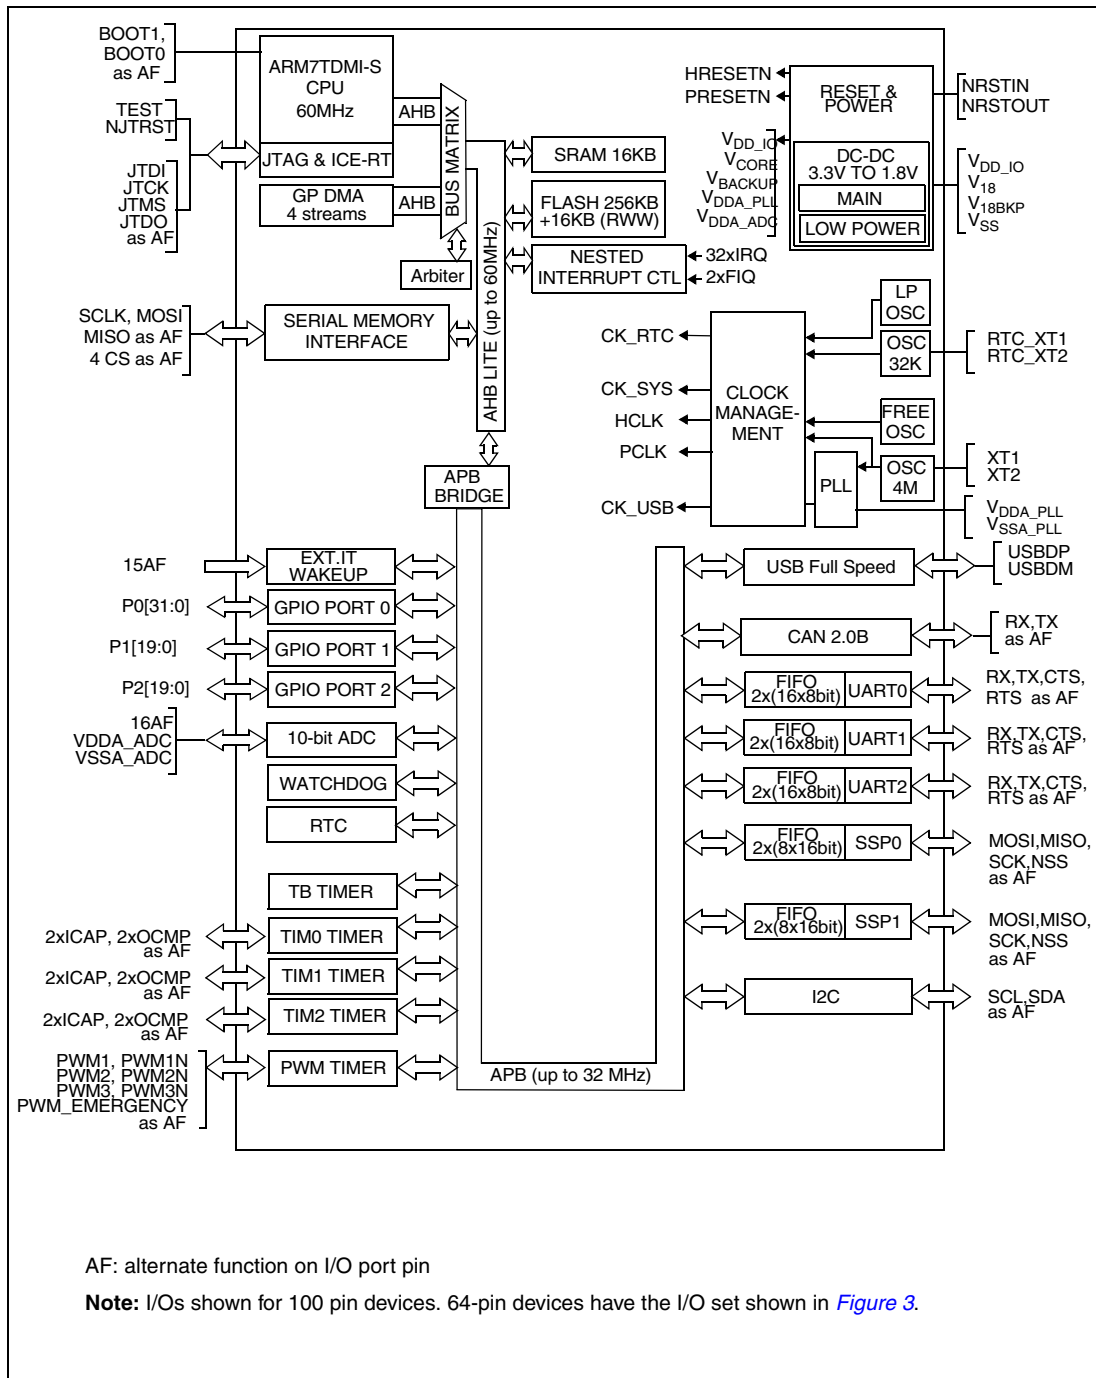 BOOT1,
BOOT0
as AF
TEST
NJTRST
JTDI
JTCK
JTMS
JTDO
as AF
ARM7TDMI-S
CPU
60MHz
JTAG & ICE-RT
GP DMA
4 streams
AHB
AHB
BUS MATRIX
Arbiter
AHB LITE (up to 60MHz)
SRAM 16KB
FLASH 256KB
+16KB (RWW)
NESTED
INTERRUPT CTL
32xIRQ
2xFIQ
HRESETN
PRESETN
VDD_IO
VCORE
VBACKUP
VDDA_PLL
VDDA_ADC
RESET &
POWER
DC-DC
3.3V TO 1.8V
MAIN
LOW POWER
NRSTIN
NRSTOUT
VDD_IO
V18
V18BKP
VSS
SCLK, MOSI
MISO as AF
4 CS as AF
SERIAL MEMORY
INTERFACE
CK_RTC
CK_SYS
HCLK
PCLK
CK_USB
CLOCK
MANAGE-
MENT
LP
OSC
OSC
32K
FREE
OSC
OSC
4M
PLL
RTC_XT1
RTC_XT2
XT1
XT2
VDDA_PLL
VSSA_PLL
APB
BRIDGE
15AF
EXT.IT
WAKEUP
P0[31:0]
GPIO PORT 0
P1[19:0]
GPIO PORT 1
P2[19:0]
GPIO PORT 2
16AF
VDDA_ADC
VSSA_ADC
10-bit ADC
WATCHDOG
RTC
TB TIMER
2xICAP, 2xOCMP
as AF
TIM0 TIMER
2xICAP, 2xOCMP
as AF
TIM1 TIMER
2xICAP, 2xOCMP
as AF
TIM2 TIMER
PWM1, PWM1N
PWM2, PWM2N
PWM3, PWM3N
PWM_EMERGENCY
as AF
PWM TIMER
APB (up to 32 MHz)
USB Full Speed
USBDP
USBDM
CAN 2.0B
RX,TX
as AF
FIFO
2x(16x8bit)
UART0
RX,TX,CTS,
RTS as AF
FIFO
2x(16x8bit)
UART1
RX,TX,CTS,
RTS as AF
FIFO
2x(16x8bit)
UART2
RX,TX,CTS,
RTS as AF
FIFO
2x(8x16bit)
SSP0
MOSI,MISO,
SCK,NSS
as AF
FIFO
2x(8x16bit)
SSP1
MOSI,MISO,
SCK,NSS
as AF
I2C
SCL,SDA
as AF
AF: alternate function on I/O port pin
Note: I/Os shown for 100 pin devices. 64-pin devices have the I/O set shown in Figure 3.